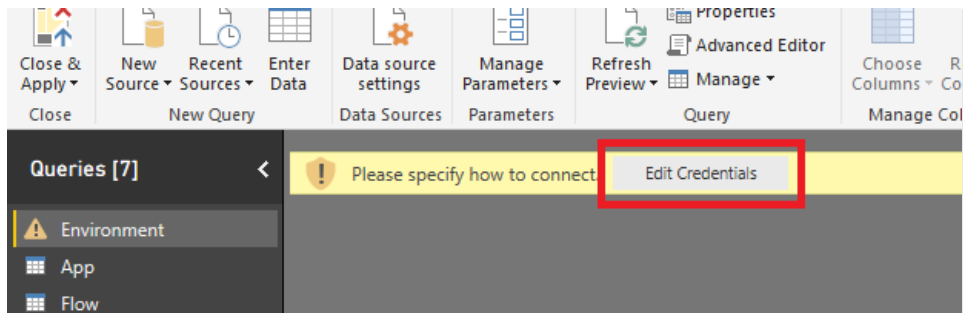 Properties
Advanced Editor
Close & Apply
New Source
Recent Sources
Enter Data
Data source settings
Manage Parameters
Refresh Preview
Manage
Choose Columns
Close
New Query
Data Sources
Parameters
Query
Queries [7]
Please specify how to connect.
Edit Credentials
Environment
App
Flow